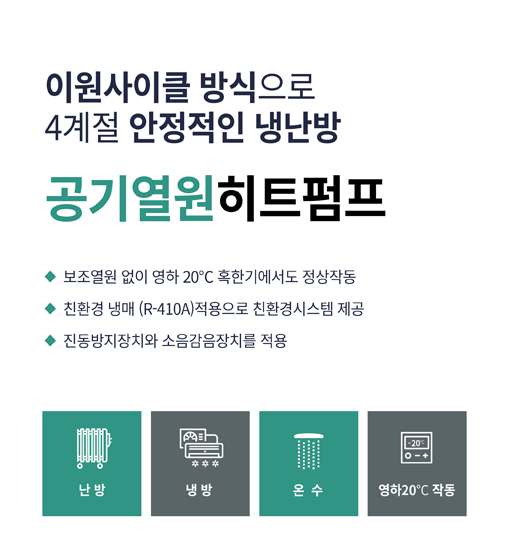 이원사이클 방식으로
4계절 안정적인 냉난방
공기열원히트펌프
보조열원 없이 영하 20℃ 혹한기에서도 정상작동
친환경 냉매 (R-410A)적용으로 친환경시스템 제공
진동방지장치와 소음감음장치를 적용
-20℃
난 방
냉 방
온 수
영하20℃ 작동